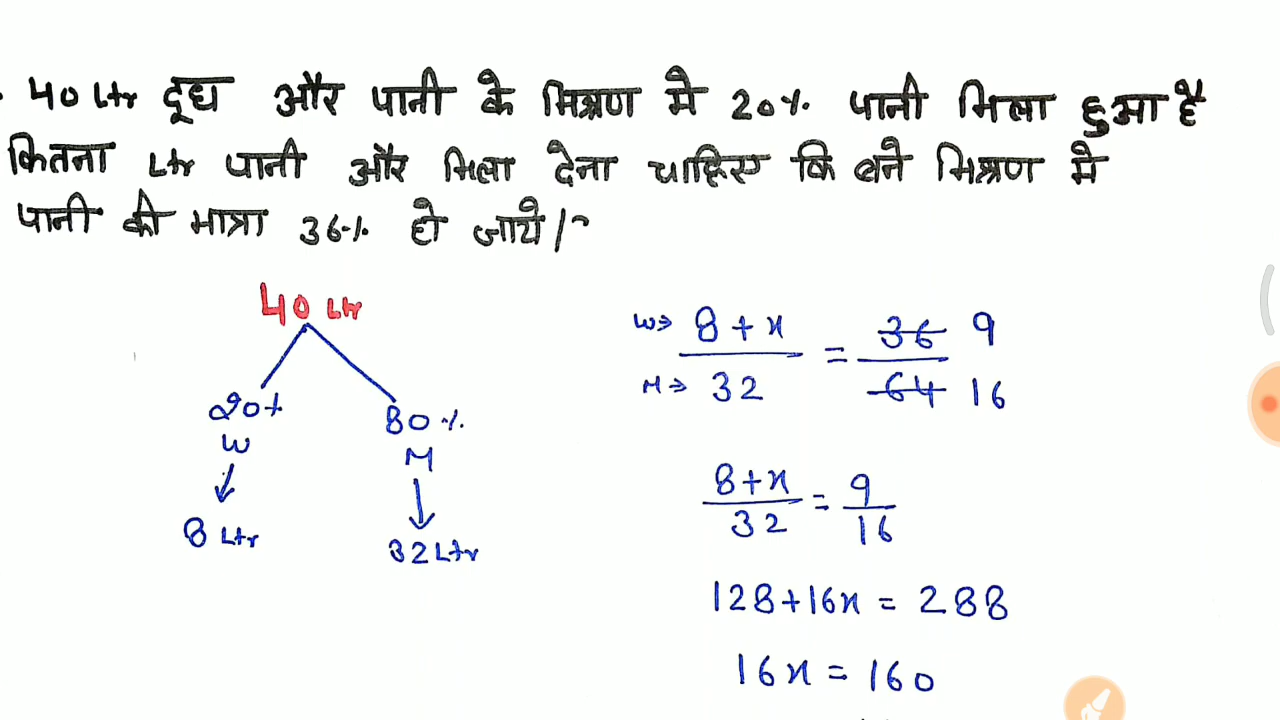 40 Ltr दूध और पानी के मिश्रण मे 20% पानी मिला हुआ है
कितना Ltr पानी और मिला देना चाहिए कि बने मिश्रण मे
पानी की मात्रा 36% हो जाये।?
40 Ltr
20% 80%
W M
8 Ltr 32 Ltr
W⇒ 8+x = 36 9
M⇒ 32 64 16
8+x = 9
32 16
128+16x = 288
16x = 160